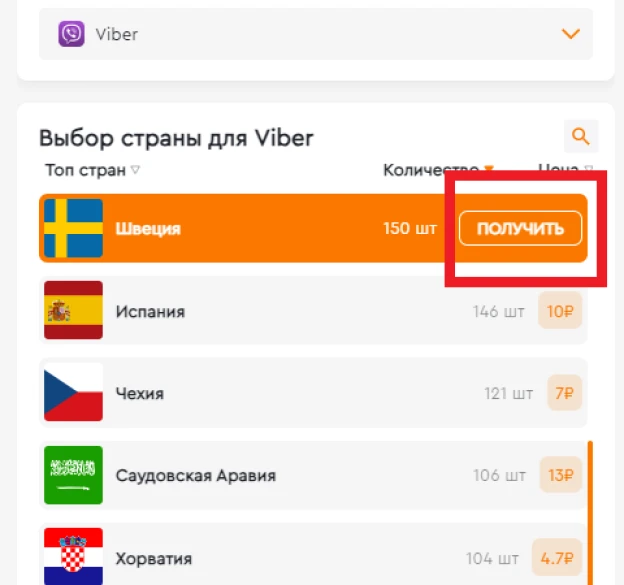 Viber
Выбор страны для Viber
Топ стран Количество Цена
Швеция 150 шт ПОЛУЧИТЬ
Испания 146 шт 10₽
Чехия 121 шт 7₽
Саудовская Аравия 106 шт 13₽
Хорватия 104 шт 4.7₽